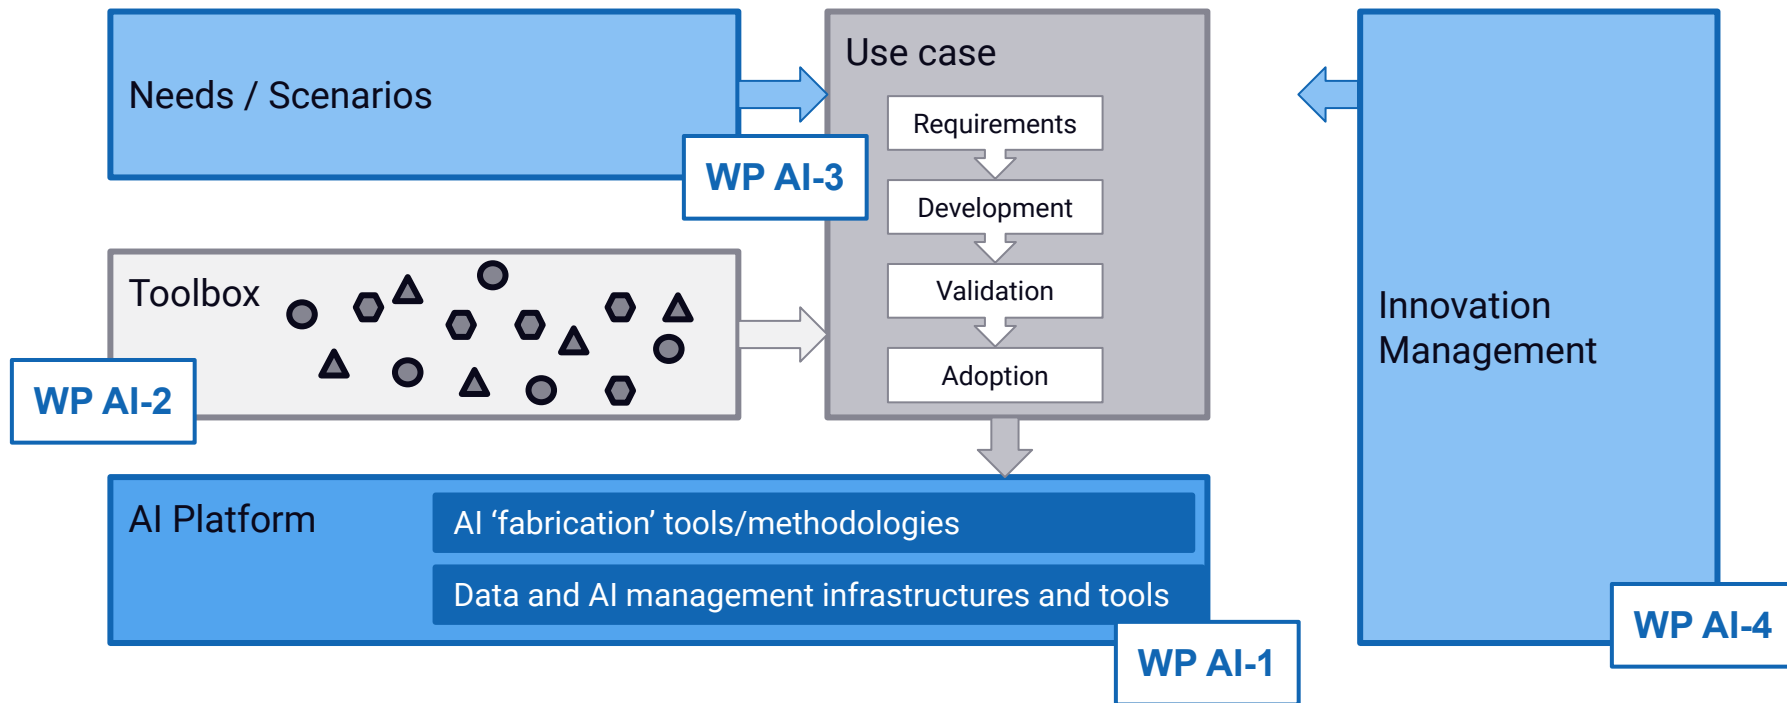 Needs / Scenarios
WP AI-3
Use case
Requirements
Development
Validation
Adoption
Toolbox
WP AI-2
AI Platform
AI ‘fabrication’ tools/methodologies
Data and AI management infrastructures and tools
WP AI-1
Innovation
Management
WP AI-4